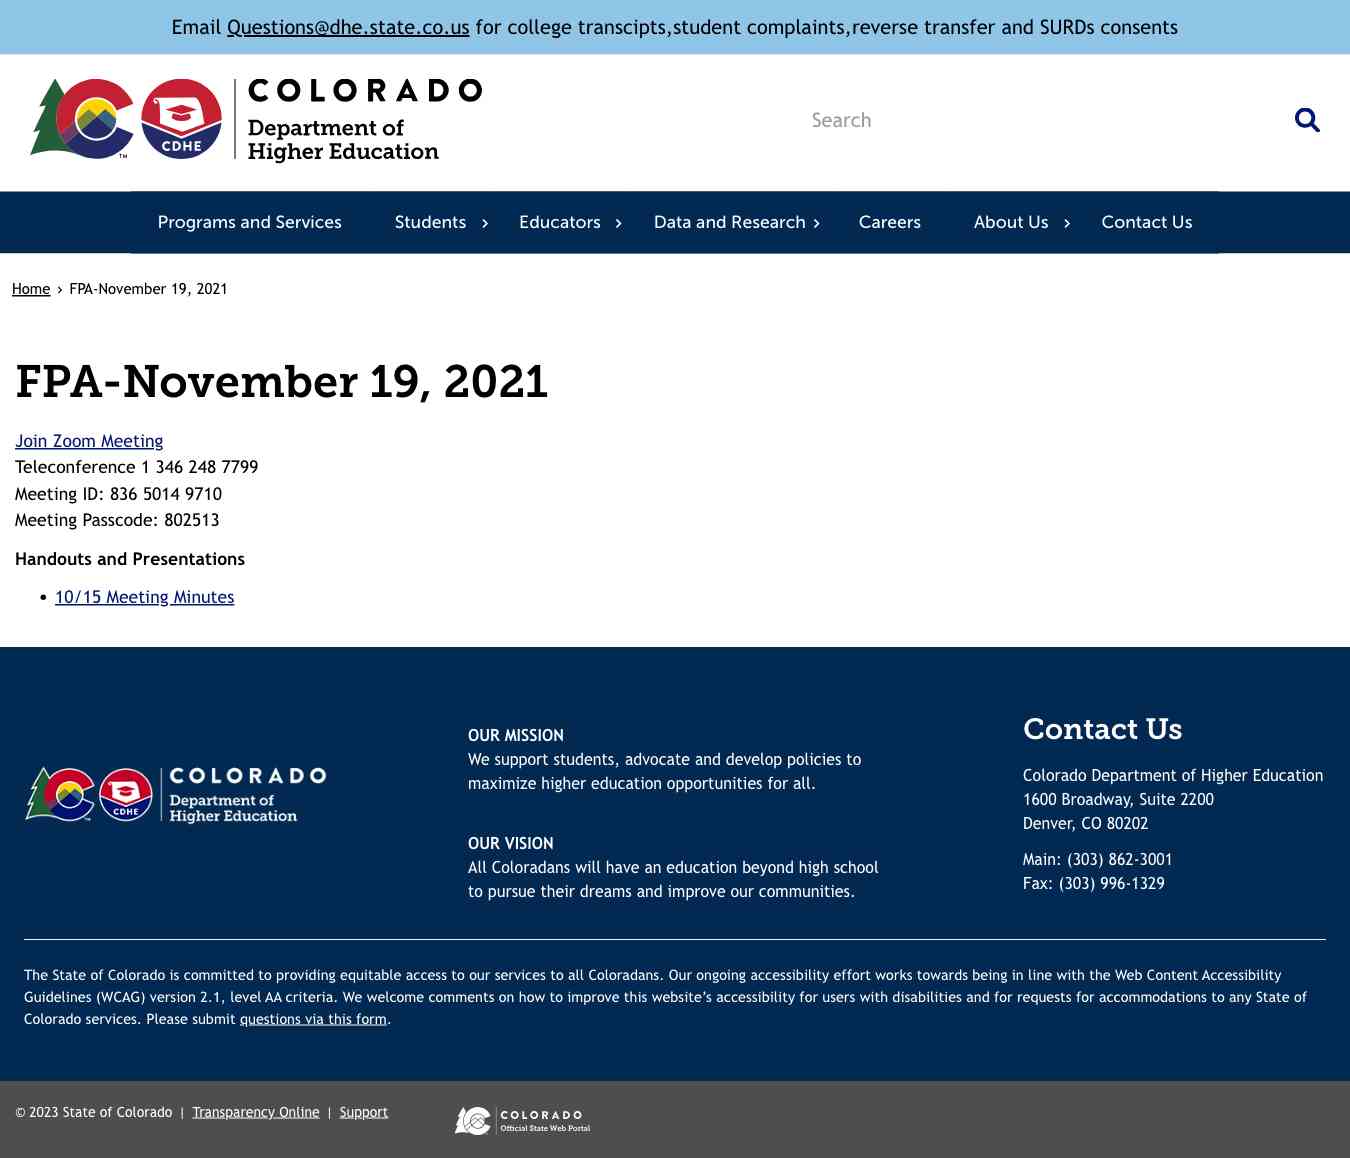 Email Questions@dhe.state.co.us for college transcipts,student complaints,reverse transfer and SURDs consents
CDHE
TM
COLORADO
Department of
Higher Education
Search
Programs and Services
Students
Educators
Data and Research
Careers
About Us
Contact Us
Home › FPA-November 19, 2021
FPA-November 19, 2021
Join Zoom Meeting
Teleconference 1 346 248 7799
Meeting ID: 836 5014 9710
Meeting Passcode: 802513
Handouts and Presentations
• 10/15 Meeting Minutes
CDHE
COLORADO
Department of
Higher Education
OUR MISSION
We support students, advocate and develop policies to
maximize higher education opportunities for all.
OUR VISION
All Coloradans will have an education beyond high school
to pursue their dreams and improve our communities.
Contact Us
Colorado Department of Higher Education
1600 Broadway, Suite 2200
Denver, CO 80202
Main: (303) 862-3001
Fax: (303) 996-1329
The State of Colorado is committed to providing equitable access to our services to all Coloradans. Our ongoing accessibility effort works towards being in line with the Web Content Accessibility
Guidelines (WCAG) version 2.1, level AA criteria. We welcome comments on how to improve this website’s accessibility for users with disabilities and for requests for accommodations to any State of
Colorado services. Please submit questions via this form.
© 2023 State of Colorado | Transparency Online | Support
COLORADO
Official State Web Portal